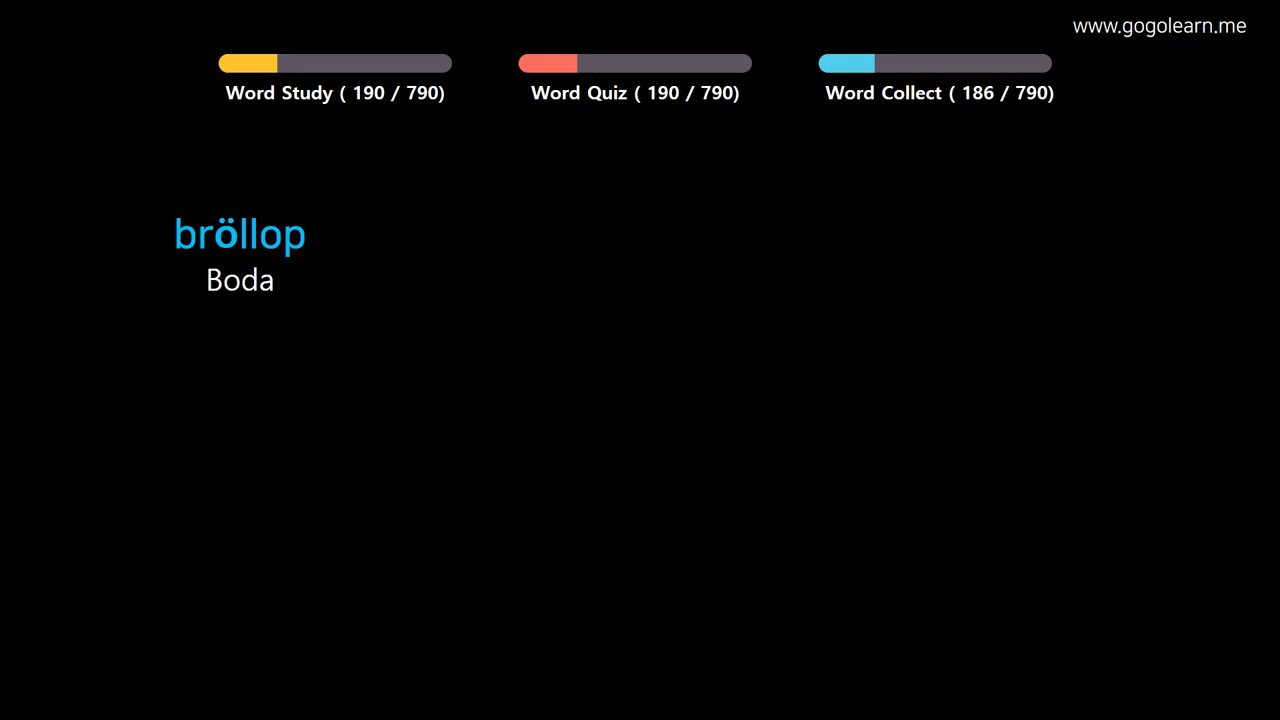 www.gogolearn.me
Word Study ( 190 / 790)
Word Quiz ( 190 / 790)
Word Collect ( 186 / 790)
bröllop
Boda